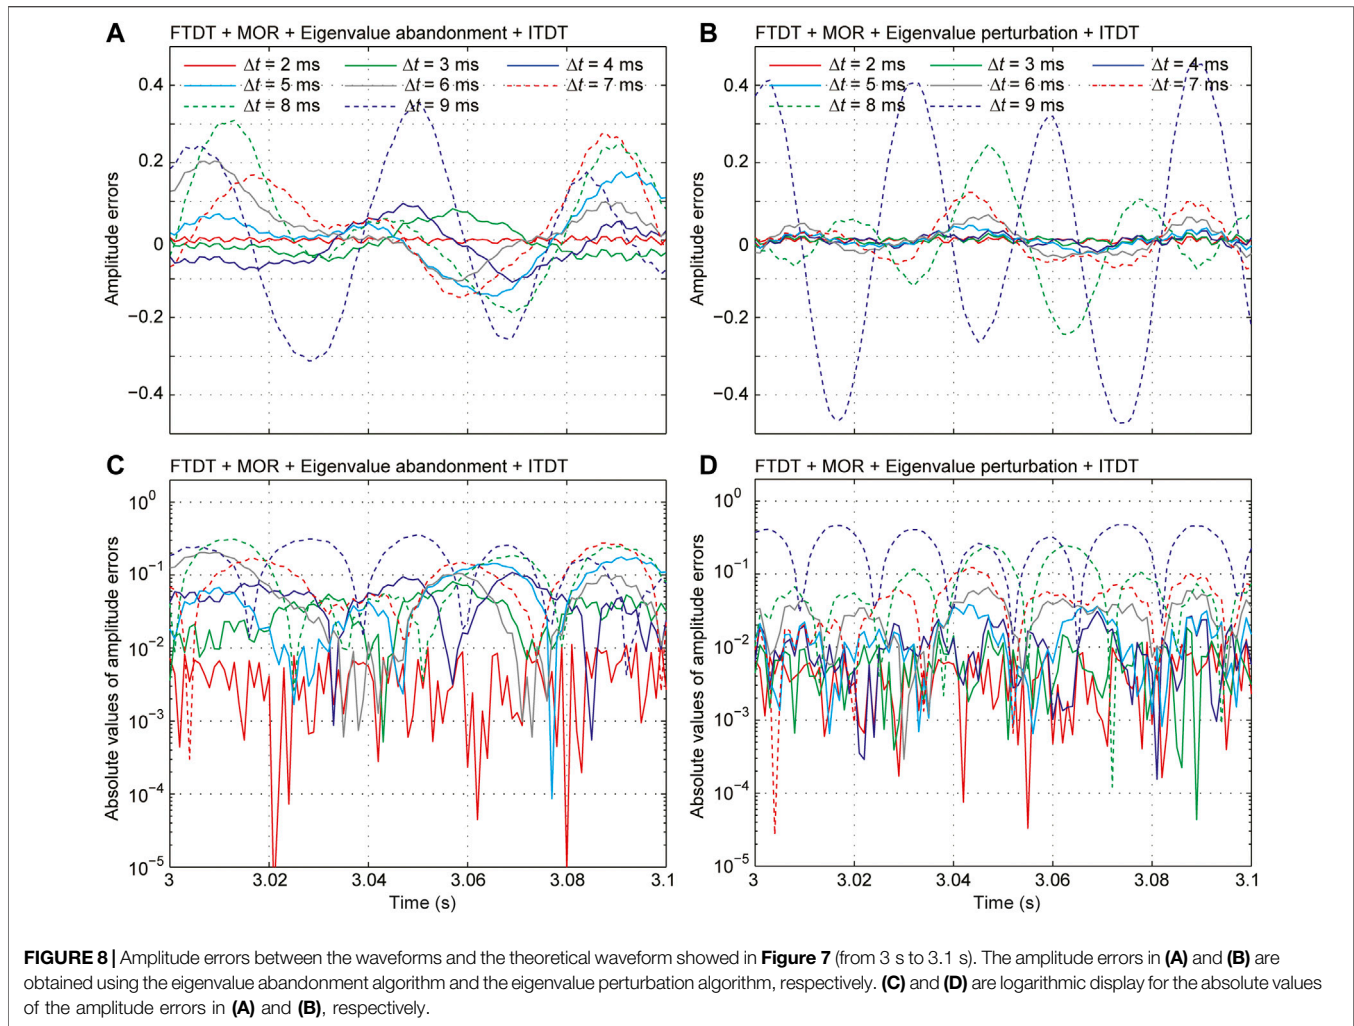 A
FTDT + MOR + Eigenvalue abandonment + ITDT
Δt = 2 ms
Δt = 3 ms
Δt = 4 ms
Δt = 5 ms
Δt = 6 ms
Δt = 7 ms
Δt = 8 ms
Δt = 9 ms
0.4
0.2
0
−0.2
−0.4
Amplitude errors
B
FTDT + MOR + Eigenvalue perturbation + ITDT
Δt = 2 ms
Δt = 3 ms
Δt = 4 ms
Δt = 5 ms
Δt = 6 ms
Δt = 7 ms
Δt = 8 ms
Δt = 9 ms
0.4
0.2
0
−0.2
−0.4
Amplitude errors
C
FTDT + MOR + Eigenvalue abandonment + ITDT
10^0
10^−1
10^−2
10^−3
10^−4
10^−5
Absolute values of amplitude errors
3 3.02 3.04 3.06 3.08 3.1
Time (s)
D
FTDT + MOR + Eigenvalue perturbation + ITDT
10^0
10^−1
10^−2
10^−3
10^−4
10^−5
Absolute values of amplitude errors
3 3.02 3.04 3.06 3.08 3.1
Time (s)
FIGURE 8 | Amplitude errors between the waveforms and the theoretical waveform showed in Figure 7 (from 3 s to 3.1 s). The amplitude errors in (A) and (B) are
obtained using the eigenvalue abandonment algorithm and the eigenvalue perturbation algorithm, respectively. (C) and (D) are logarithmic display for the absolute values
of the amplitude errors in (A) and (B), respectively.